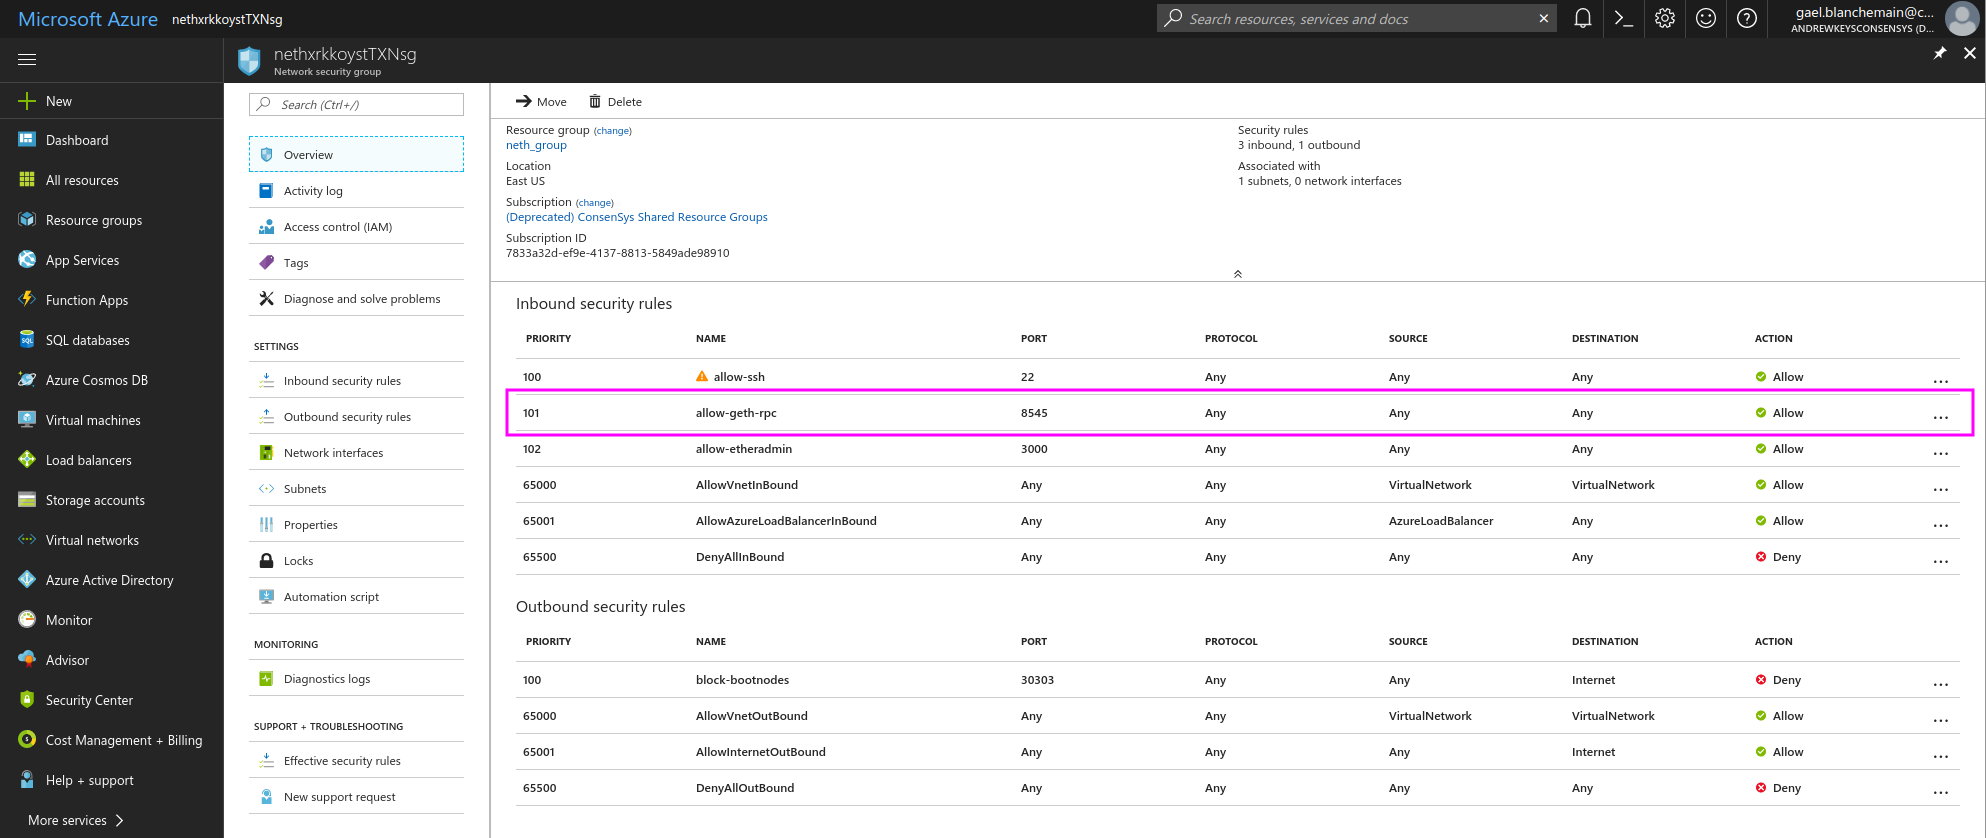 Microsoft Azure nethxrkkoystTXNsg
Search resources, services and docs
gael.blanchemain@c...
ANDREWKEYSCONSENSYS (D...
nethxrkkoystTXNsg
Network security group
New
Dashboard
All resources
Resource groups
App Services
Function Apps
SQL databases
Azure Cosmos DB
Virtual machines
Load balancers
Storage accounts
Virtual networks
Azure Active Directory
Monitor
Advisor
Security Center
Cost Management + Billing
Help + support
More services
Search (Ctrl+/)
Overview
Activity log
Access control (IAM)
Tags
Diagnose and solve problems
SETTINGS
Inbound security rules
Outbound security rules
Network interfaces
Subnets
Properties
Locks
Automation script
MONITORING
Diagnostics logs
SUPPORT + TROUBLESHOOTING
Effective security rules
New support request
Move Delete
Resource group (change)
neth_group
Location
East US
Subscription (change)
(Deprecated) ConsenSys Shared Resource Groups
Subscription ID
7833a32d-ef9e-4137-8813-5849ade98910
Security rules
3 inbound, 1 outbound
Associated with
1 subnets, 0 network interfaces
Inbound security rules
PRIORITY NAME PORT PROTOCOL SOURCE DESTINATION ACTION
100 allow-ssh 22 Any Any Any Allow ...
101 allow-geth-rpc 8545 Any Any Any Allow ...
102 allow-etheradmin 3000 Any Any Any Allow ...
65000 AllowVnetInBound Any Any VirtualNetwork VirtualNetwork Allow ...
65001 AllowAzureLoadBalancerInBound Any Any AzureLoadBalancer Any Allow ...
65500 DenyAllInBound Any Any Any Any Deny ...
Outbound security rules
PRIORITY NAME PORT PROTOCOL SOURCE DESTINATION ACTION
100 block-bootnodes 30303 Any Any Internet Deny ...
65000 AllowVnetOutBound Any Any VirtualNetwork VirtualNetwork Allow ...
65001 AllowInternetOutBound Any Any Any Internet Allow ...
65500 DenyAllOutBound Any Any Any Any Deny ...